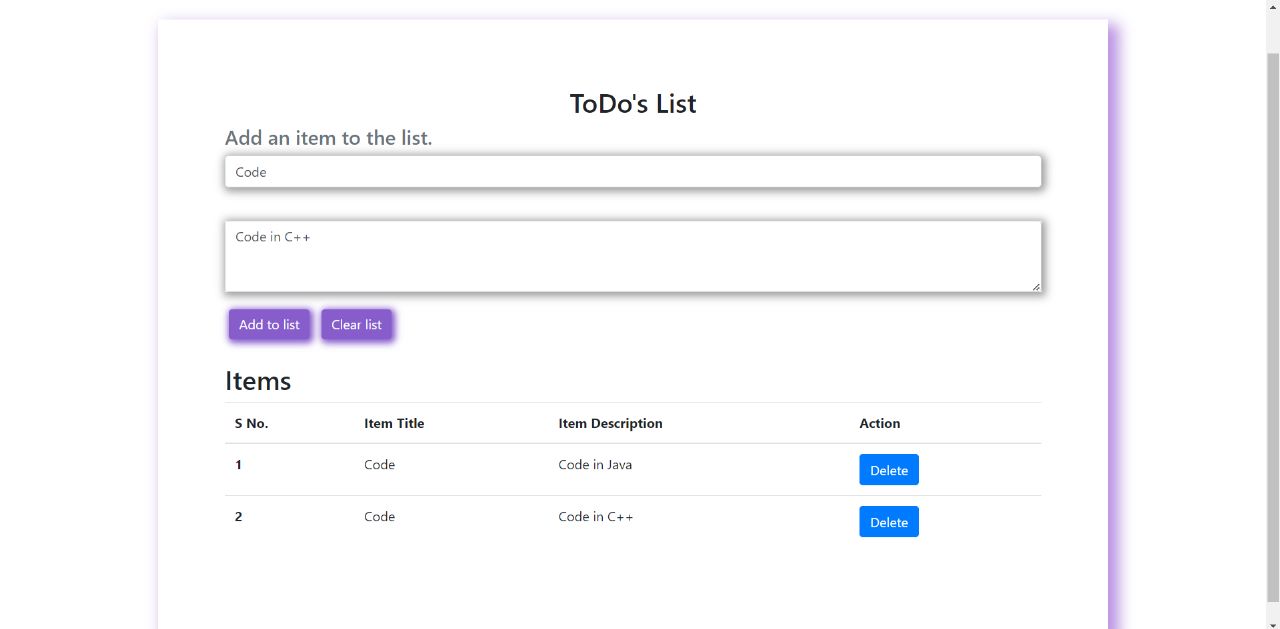 ToDo's List
Add an item to the list.
Code
Code in C++
Add to list Clear list
Items
S No. Item Title Item Description Action
1 Code Code in Java Delete
2 Code Code in C++ Delete